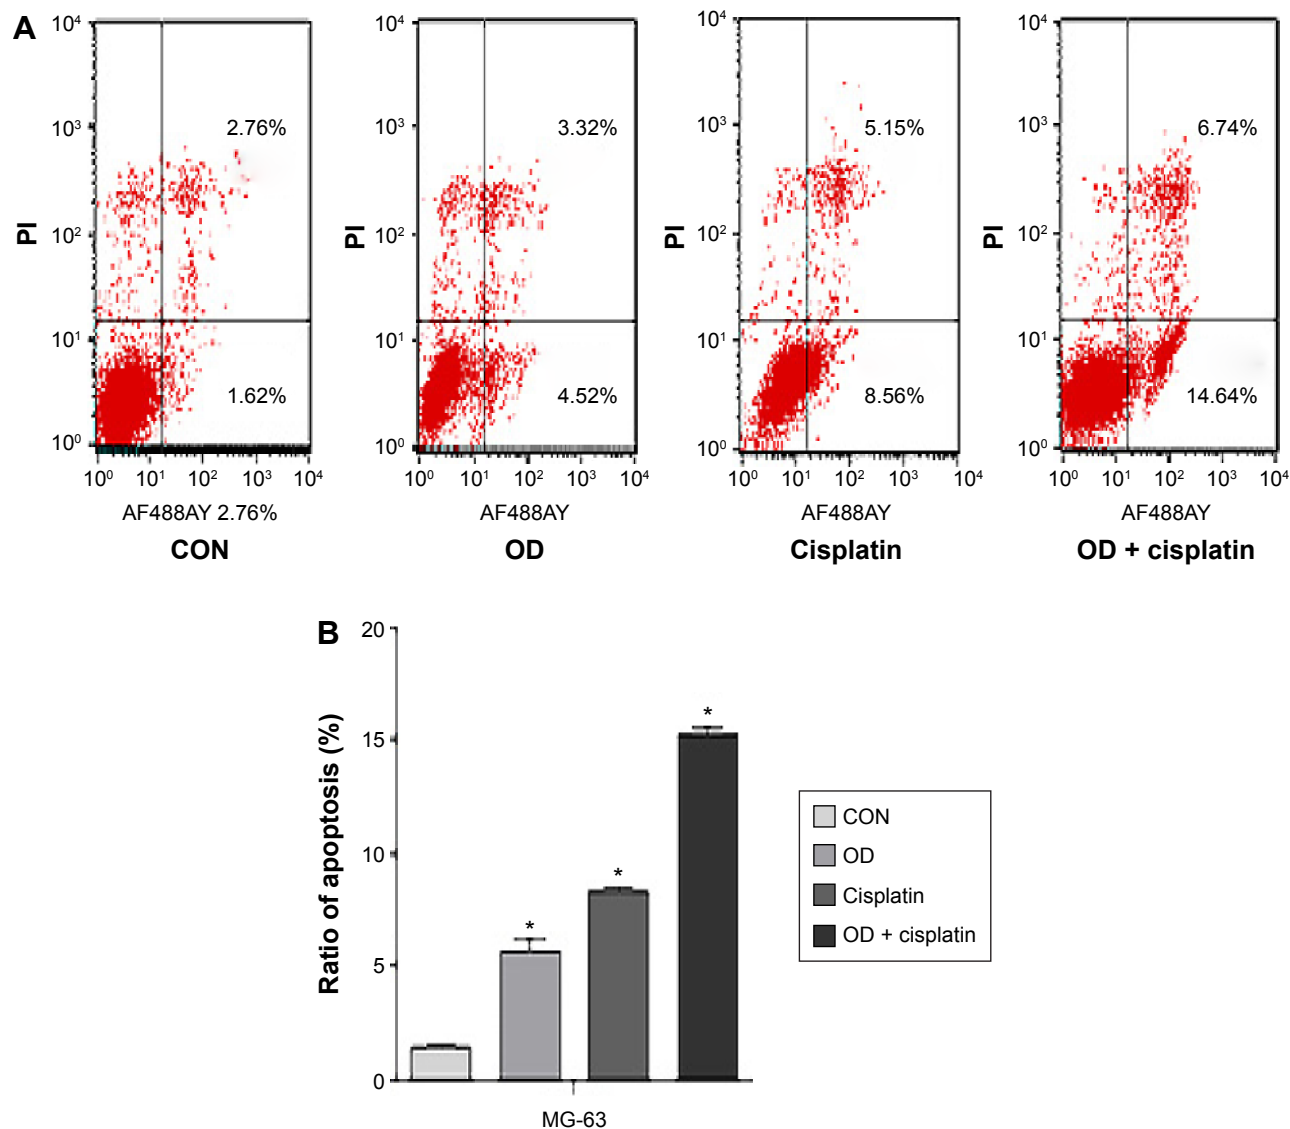 A
10⁴
10³
10²
10¹
10⁰
PI
2.76%
1.62%
10⁰ 10¹ 10² 10³ 10⁴
AF488AY 2.76%
CON
10⁴
10³
10²
10¹
10⁰
PI
3.32%
4.52%
10⁰ 10¹ 10² 10³ 10⁴
AF488AY
OD
10⁴
10³
10²
10¹
10⁰
PI
5.15%
8.56%
10⁰ 10¹ 10² 10³ 10⁴
AF488AY
Cisplatin
10⁴
10³
10²
10¹
10⁰
PI
6.74%
14.64%
10⁰ 10¹ 10² 10³ 10⁴
AF488AY
OD + cisplatin
B
Ratio of apoptosis (%)
20
15
10
5
0
*
*
*
MG-63
CON
OD
Cisplatin
OD + cisplatin